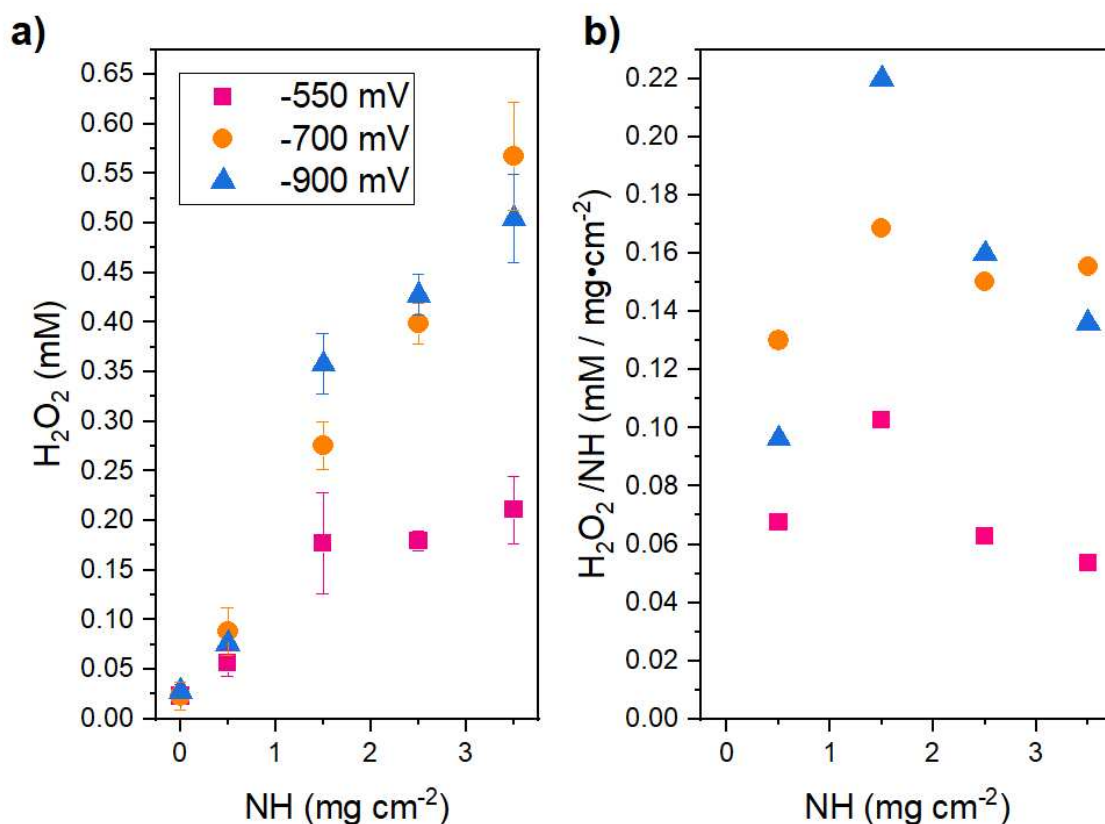 a)
H₂O₂ (mM)
0.65
0.60
0.55
0.50
0.45
0.40
0.35
0.30
0.25
0.20
0.15
0.10
0.05
0.00
-550 mV
-700 mV
-900 mV
0 1 2 3
NH (mg cm⁻²)
b)
H₂O₂ /NH (mM / mg•cm⁻²)
0.22
0.20
0.18
0.16
0.14
0.12
0.10
0.08
0.06
0.04
0.02
0.00
0 1 2 3
NH (mg cm⁻²)